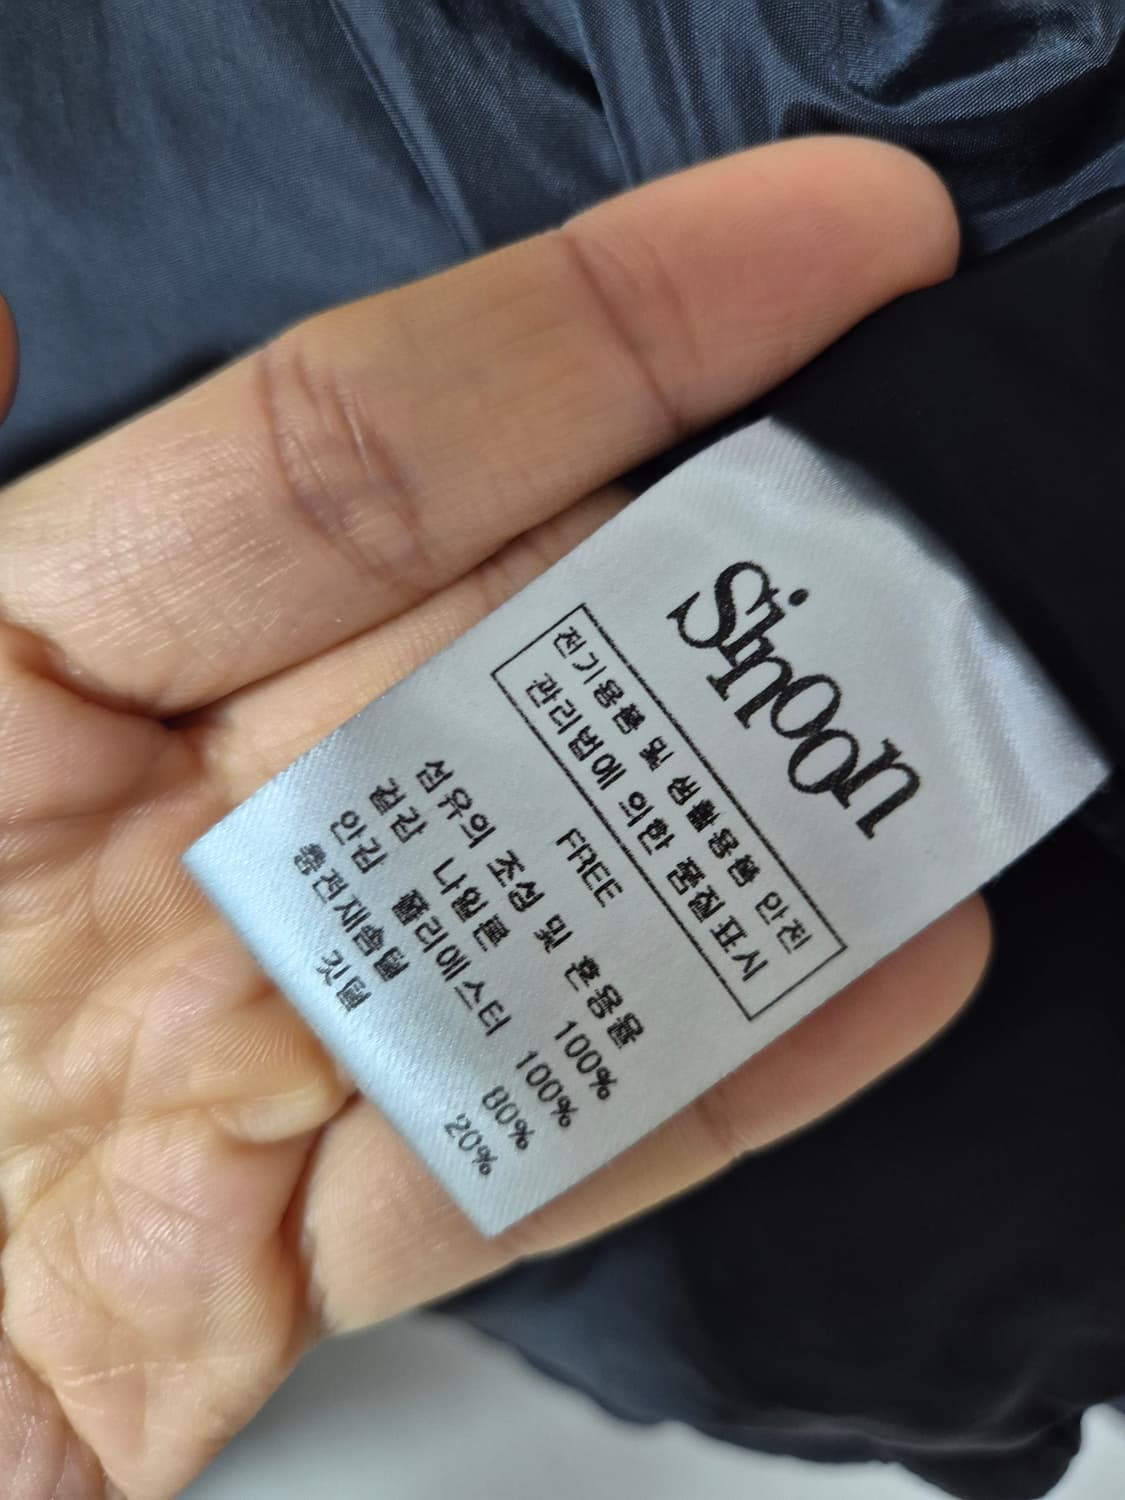 Sinoon
전기용품 및 생활용품 안전
관리법에 의한 품질표시
FREE
섬유의 조성 및 혼용율
겉감 나일론 100%
안감 폴리에스터 100%
충전재솜털 80%
깃털 20%